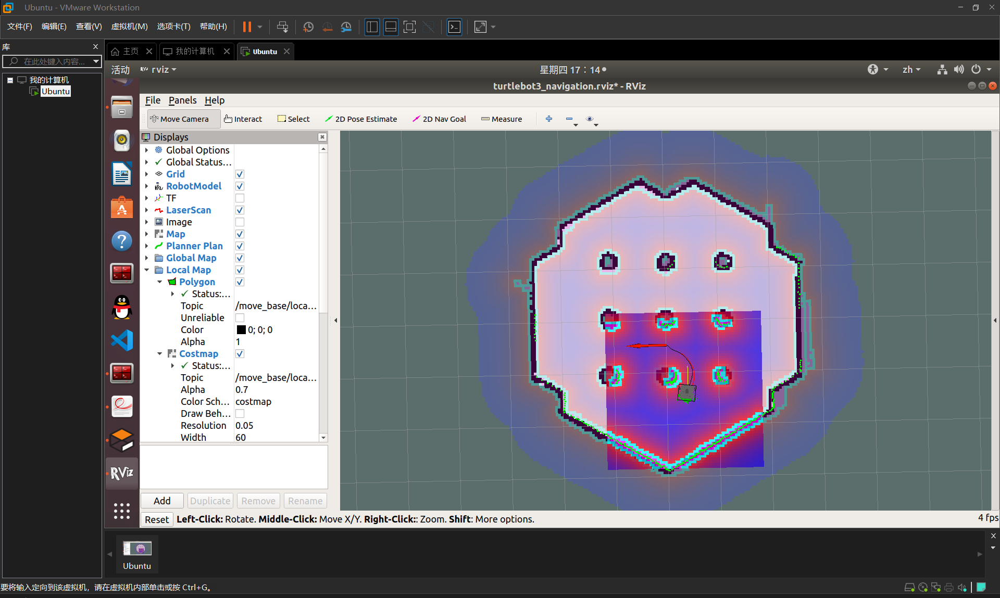 Ubuntu - VMware Workstation
文件(F) 编辑(E) 查看(V) 虚拟机(M) 选项卡(T) 帮助(H)
库
在此处键入内容...
我的计算机
Ubuntu
主页 我的计算机 Ubuntu
活动 RViz rviz 星期四 17：14 zh
turtlebot3_navigation.rviz* - RViz
File Panels Help
Move Camera Interact Select 2D Pose Estimate 2D Nav Goal Measure
Displays
Global Options
Global Status...
Grid
RobotModel
TF
LaserScan
Image
Map
Planner Plan
Global Map
Local Map
Polygon
Status:...
Topic /move_base/loca...
Unreliable
Color 0; 0; 0
Alpha 1
Costmap
Status:...
Topic /move_base/loca...
Alpha 0.7
Color Sch... costmap
Draw Beh...
Resolution 0.05
Width 60
RViz
Add Duplicate Remove Rename
Reset Left-Click: Rotate. Middle-Click: Move X/Y. Right-Click:: Zoom. Shift: More options. 4 fps
Ubuntu
要将输入定向到该虚拟机，请在虚拟机内部单击或按 Ctrl+G。